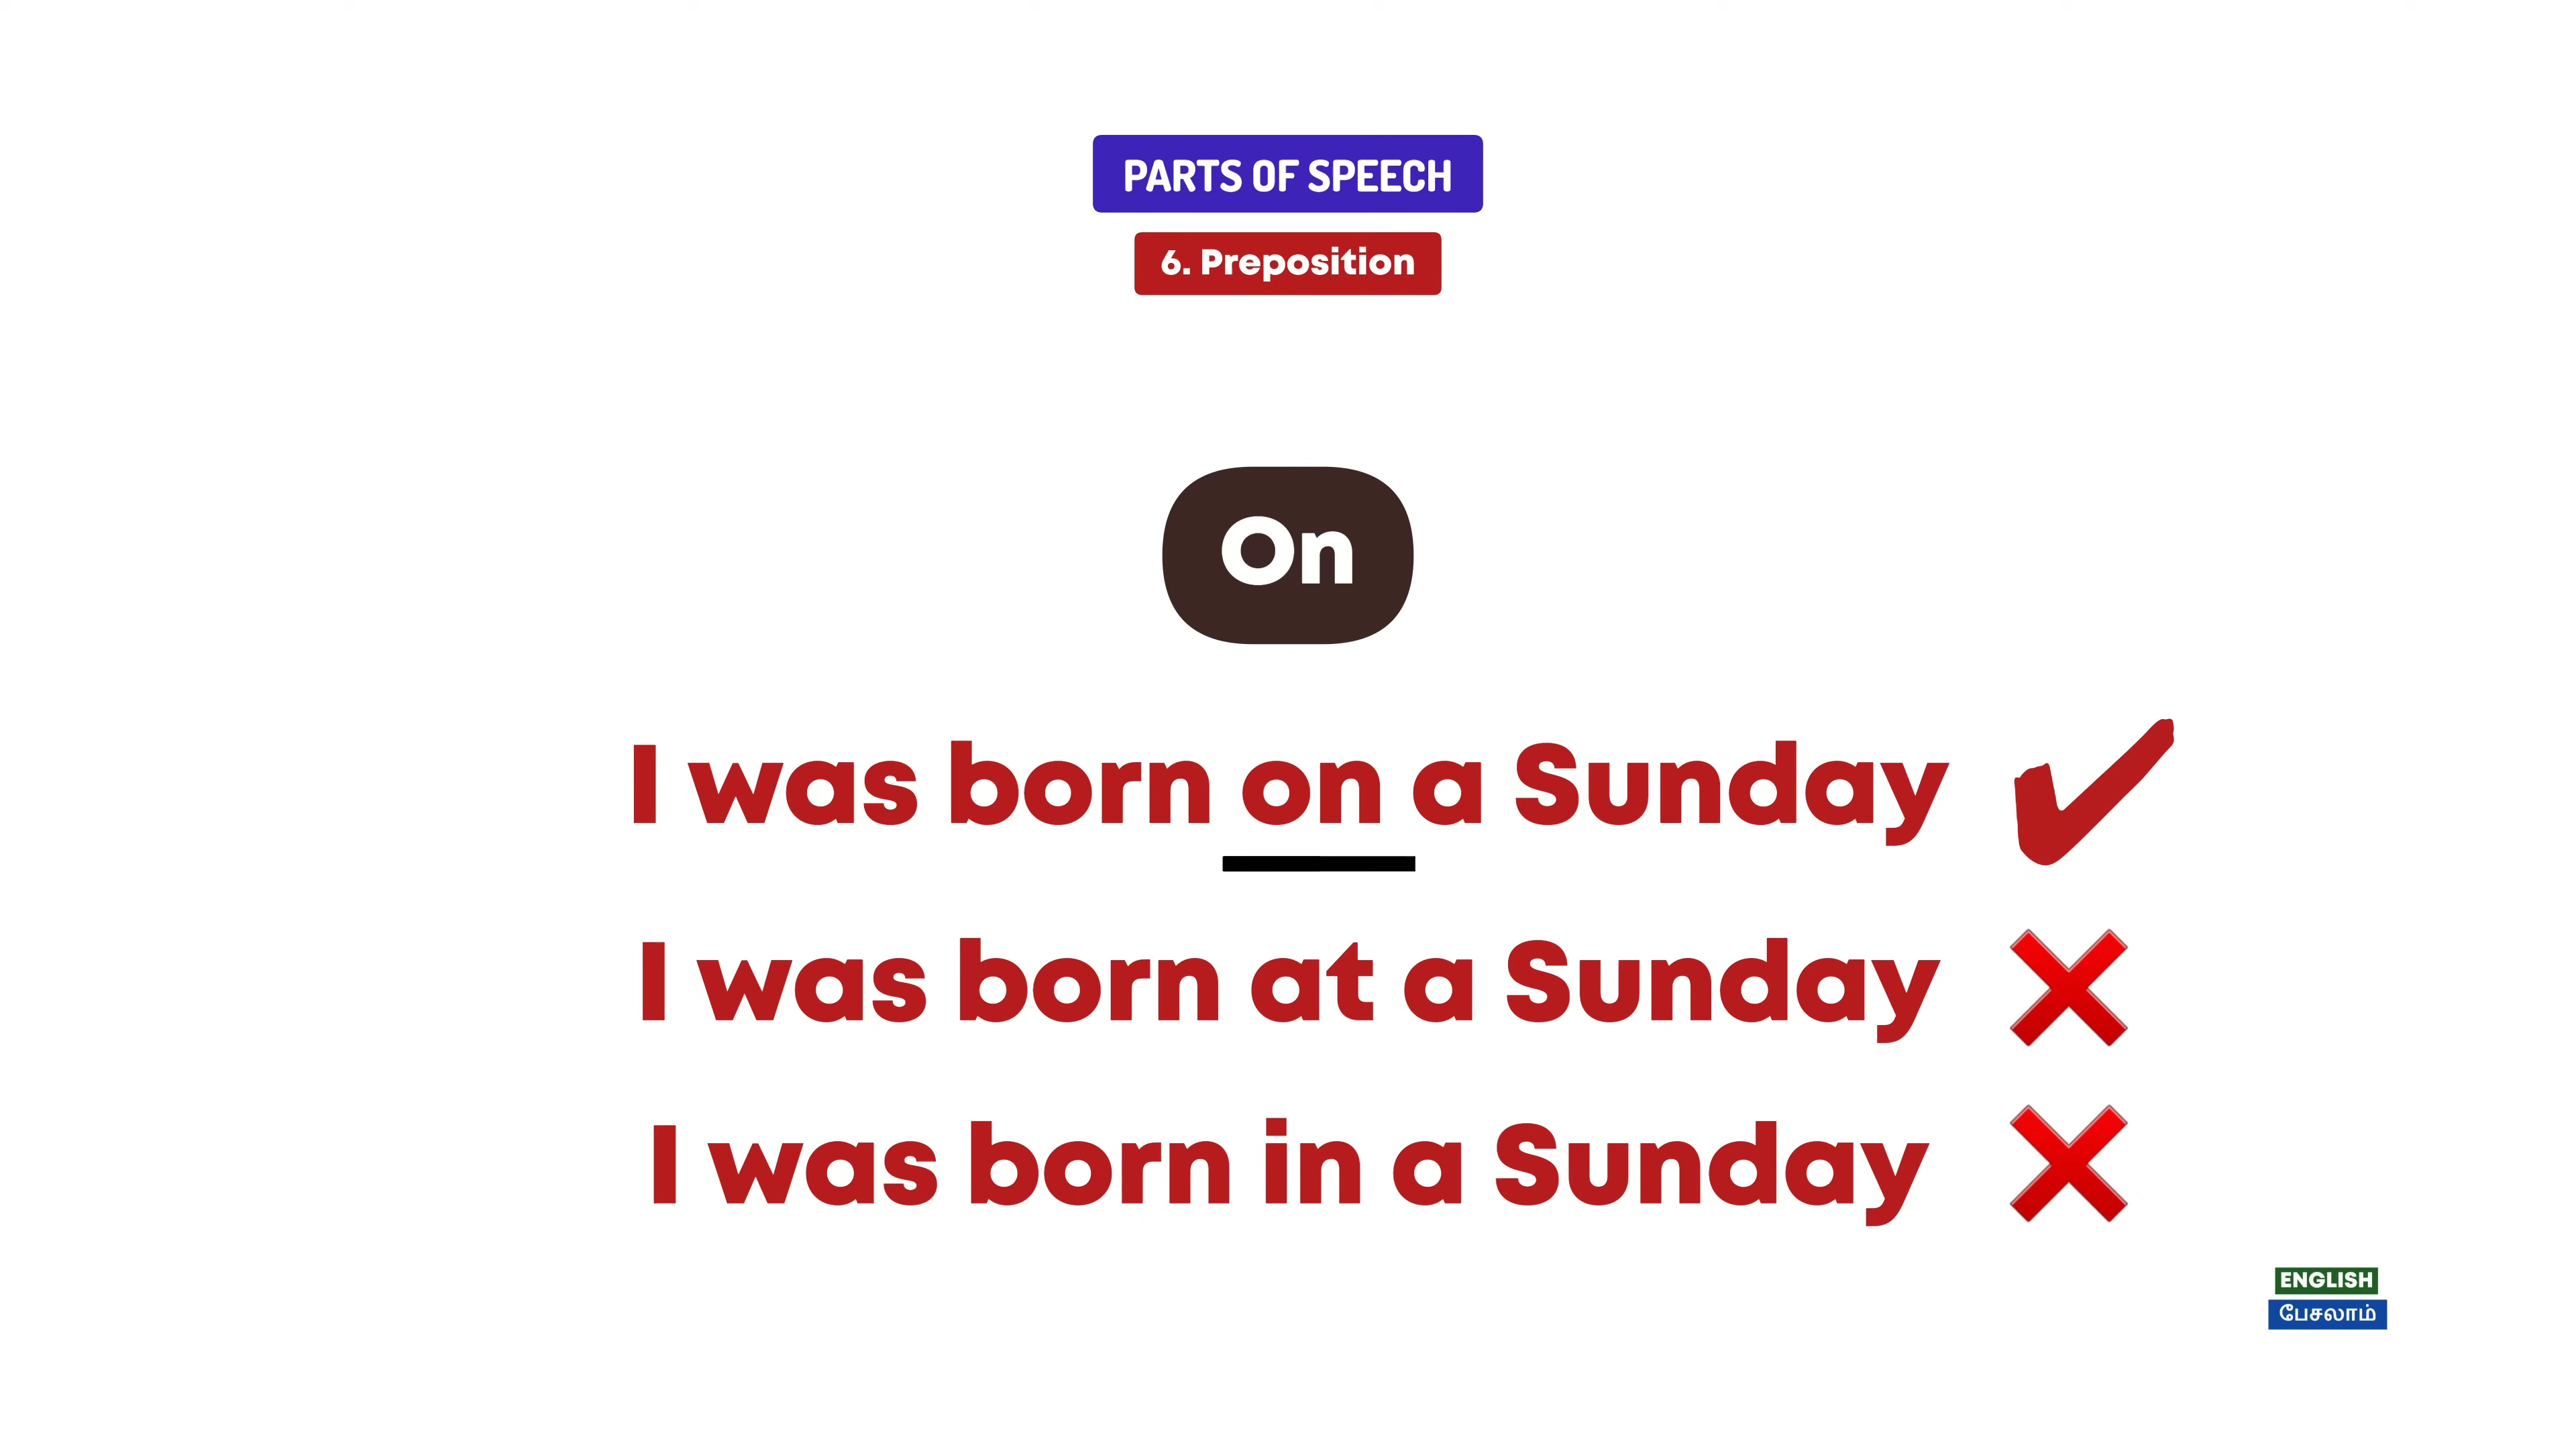 PARTS OF SPEECH
6. Preposition
On
I was born on a Sunday
I was born at a Sunday
I was born in a Sunday
ENGLISH
பேசலாம்